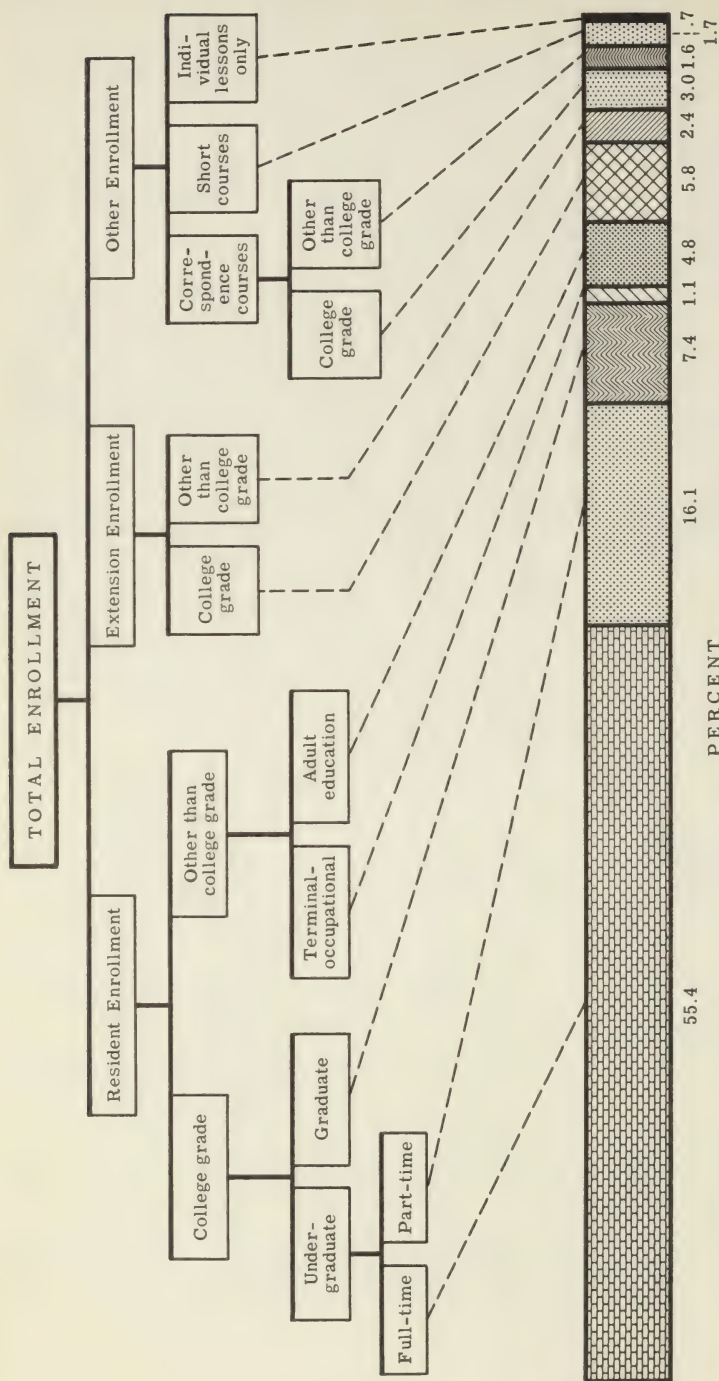 TOTAL ENROLLMENT
Resident Enrollment
Extension Enrollment
Other Enrollment
College grade
Other than
college grade
College
grade
Other
than
college
grade
Corre-
spond-
ence
courses
Short
courses
Indi-
vidual
lessons
only
Under-
graduate
Graduate
Terminal-
occupational
Adult
education
College
grade
Other
than
college
grade
Full-time
Part-time
55.4
16.1
7.4
1.1
4.8
5.8
2.4
3.0
1.6
1.7
.7
PERCENT